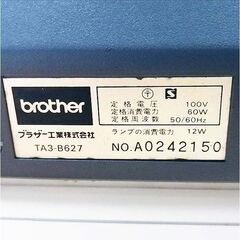 brother
ブラザー工業株式会社
TA3-B627
定格電圧 100V
定格消費電力 60W
定格周波数 50/60Hz
ランプの消費電力 12W
NO.A0242150